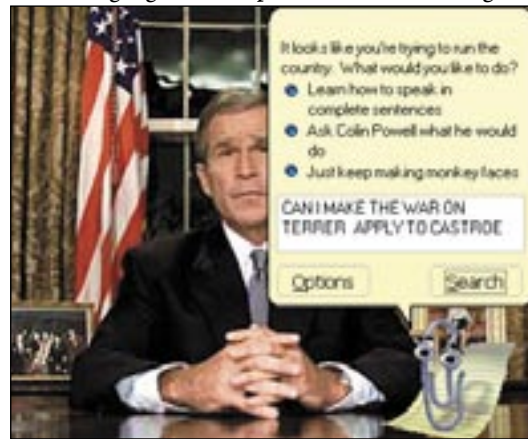 It looks like you're trying to run the
country. What would you like to do?
Learn how to speak in
complete sentences
Ask Colin Powell what he would
do
Just keep making monkey faces
CAN I MAKE THE WAR ON
TERRER APPLY TO CASTROE
Options
Search